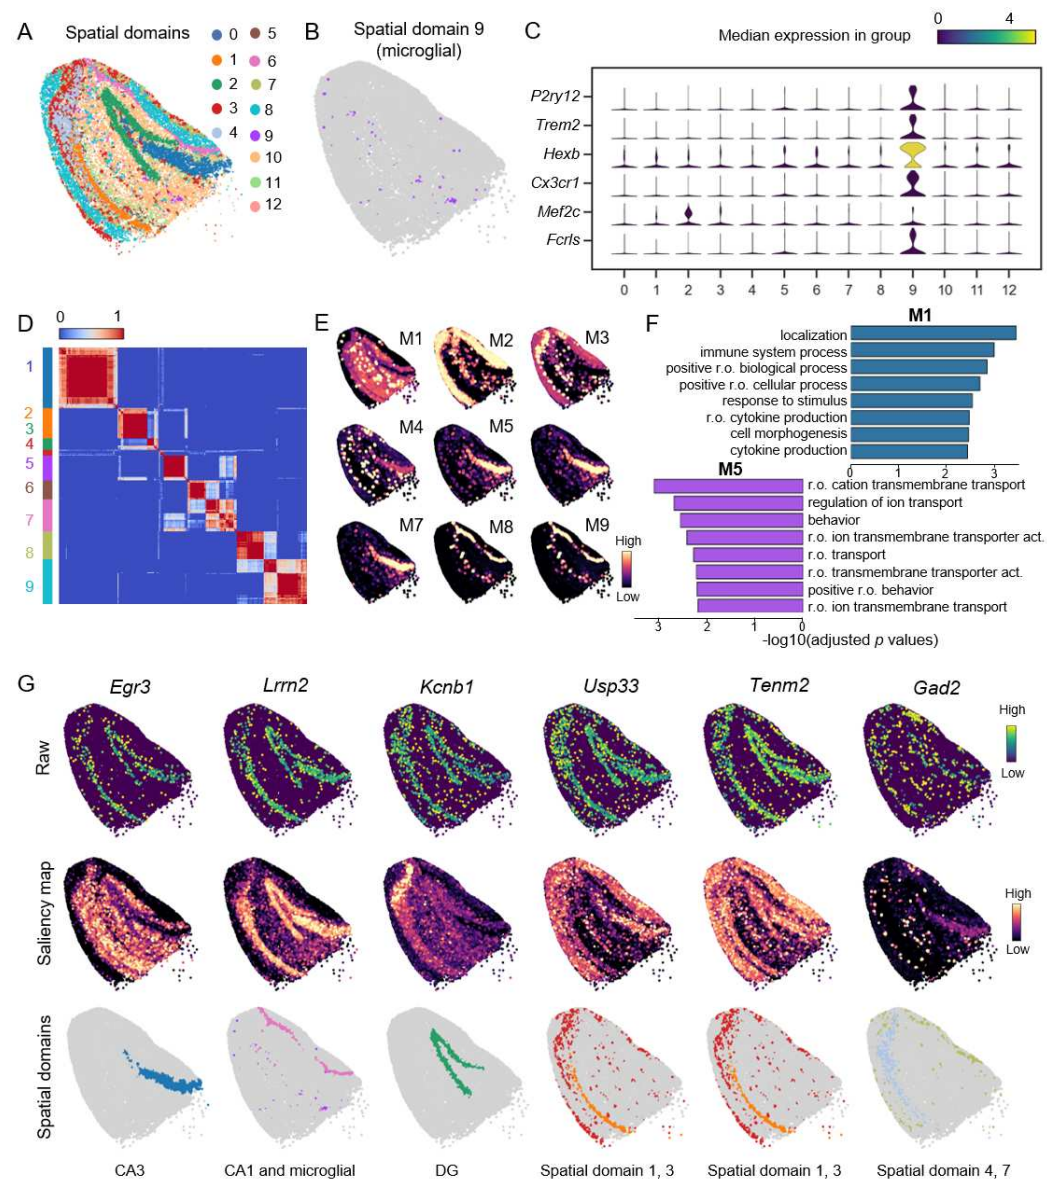 A
Spatial domains
0
1
2
3
4
5
6
7
8
9
10
11
12
B
Spatial domain 9
(microglial)
C
Median expression in group
0 4
P2ry12
Trem2
Hexb
Cx3cr1
Mef2c
Fcrls
0 1 2 3 4 5 6 7 8 9 10 11 12
D
0 1
1
2
3
4
5
6
7
8
9
E
M1 M2 M3
M4 M5
M7 M8 M9
High
Low
F
M1
localization
immune system process
positive r.o. biological process
positive r.o. cellular process
response to stimulus
r.o. cytokine production
cell morphogenesis
cytokine production
0 1 2 3
M5
r.o. cation transmembrane transport
regulation of ion transport
behavior
r.o. ion transmembrane transporter act.
r.o. transport
r.o. transmembrane transporter act.
positive r.o. behavior
r.o. ion transmembrane transport
3 2 1 0
-log10(adjusted p values)
G
Egr3 Lrrn2 Kcnb1 Usp33 Tenm2 Gad2
Raw
High
Low
Saliency map
High
Low
Spatial domains
CA3 CA1 and microglial DG Spatial domain 1, 3 Spatial domain 1, 3 Spatial domain 4, 7